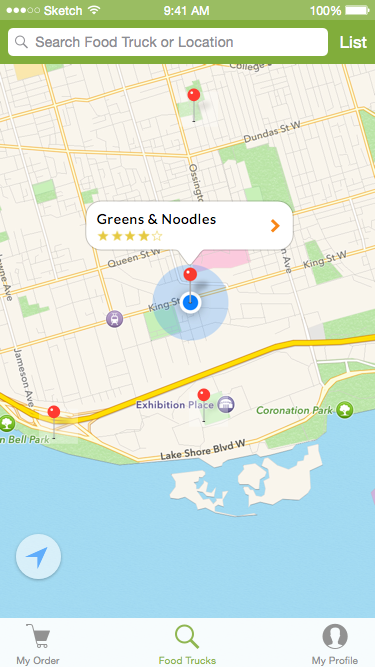 Sketch 9:41 AM 100%
Search Food Truck or Location List
College
Dundas St W
Ossing
Greens & Noodles
Queen St W
King St W
King St
Ave
Jameson Ave
Exhibition Place
Coronation Park
Bell Park
Lake Shore Blvd W
My Order Food Trucks My Profile